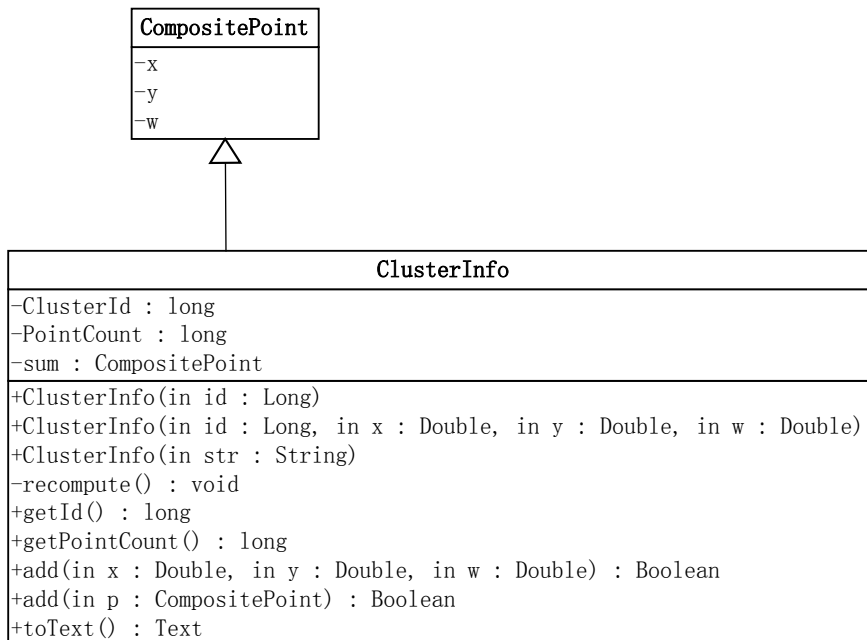 CompositePoint
-x
-y
-w
ClusterInfo
-ClusterId : long
-PointCount : long
-sum : CompositePoint
+ClusterInfo(in id : Long)
+ClusterInfo(in id : Long, in x : Double, in y : Double, in w : Double)
+ClusterInfo(in str : String)
-recompute() : void
+getId() : long
+getPointCount() : long
+add(in x : Double, in y : Double, in w : Double) : Boolean
+add(in p : CompositePoint) : Boolean
+toText() : Text